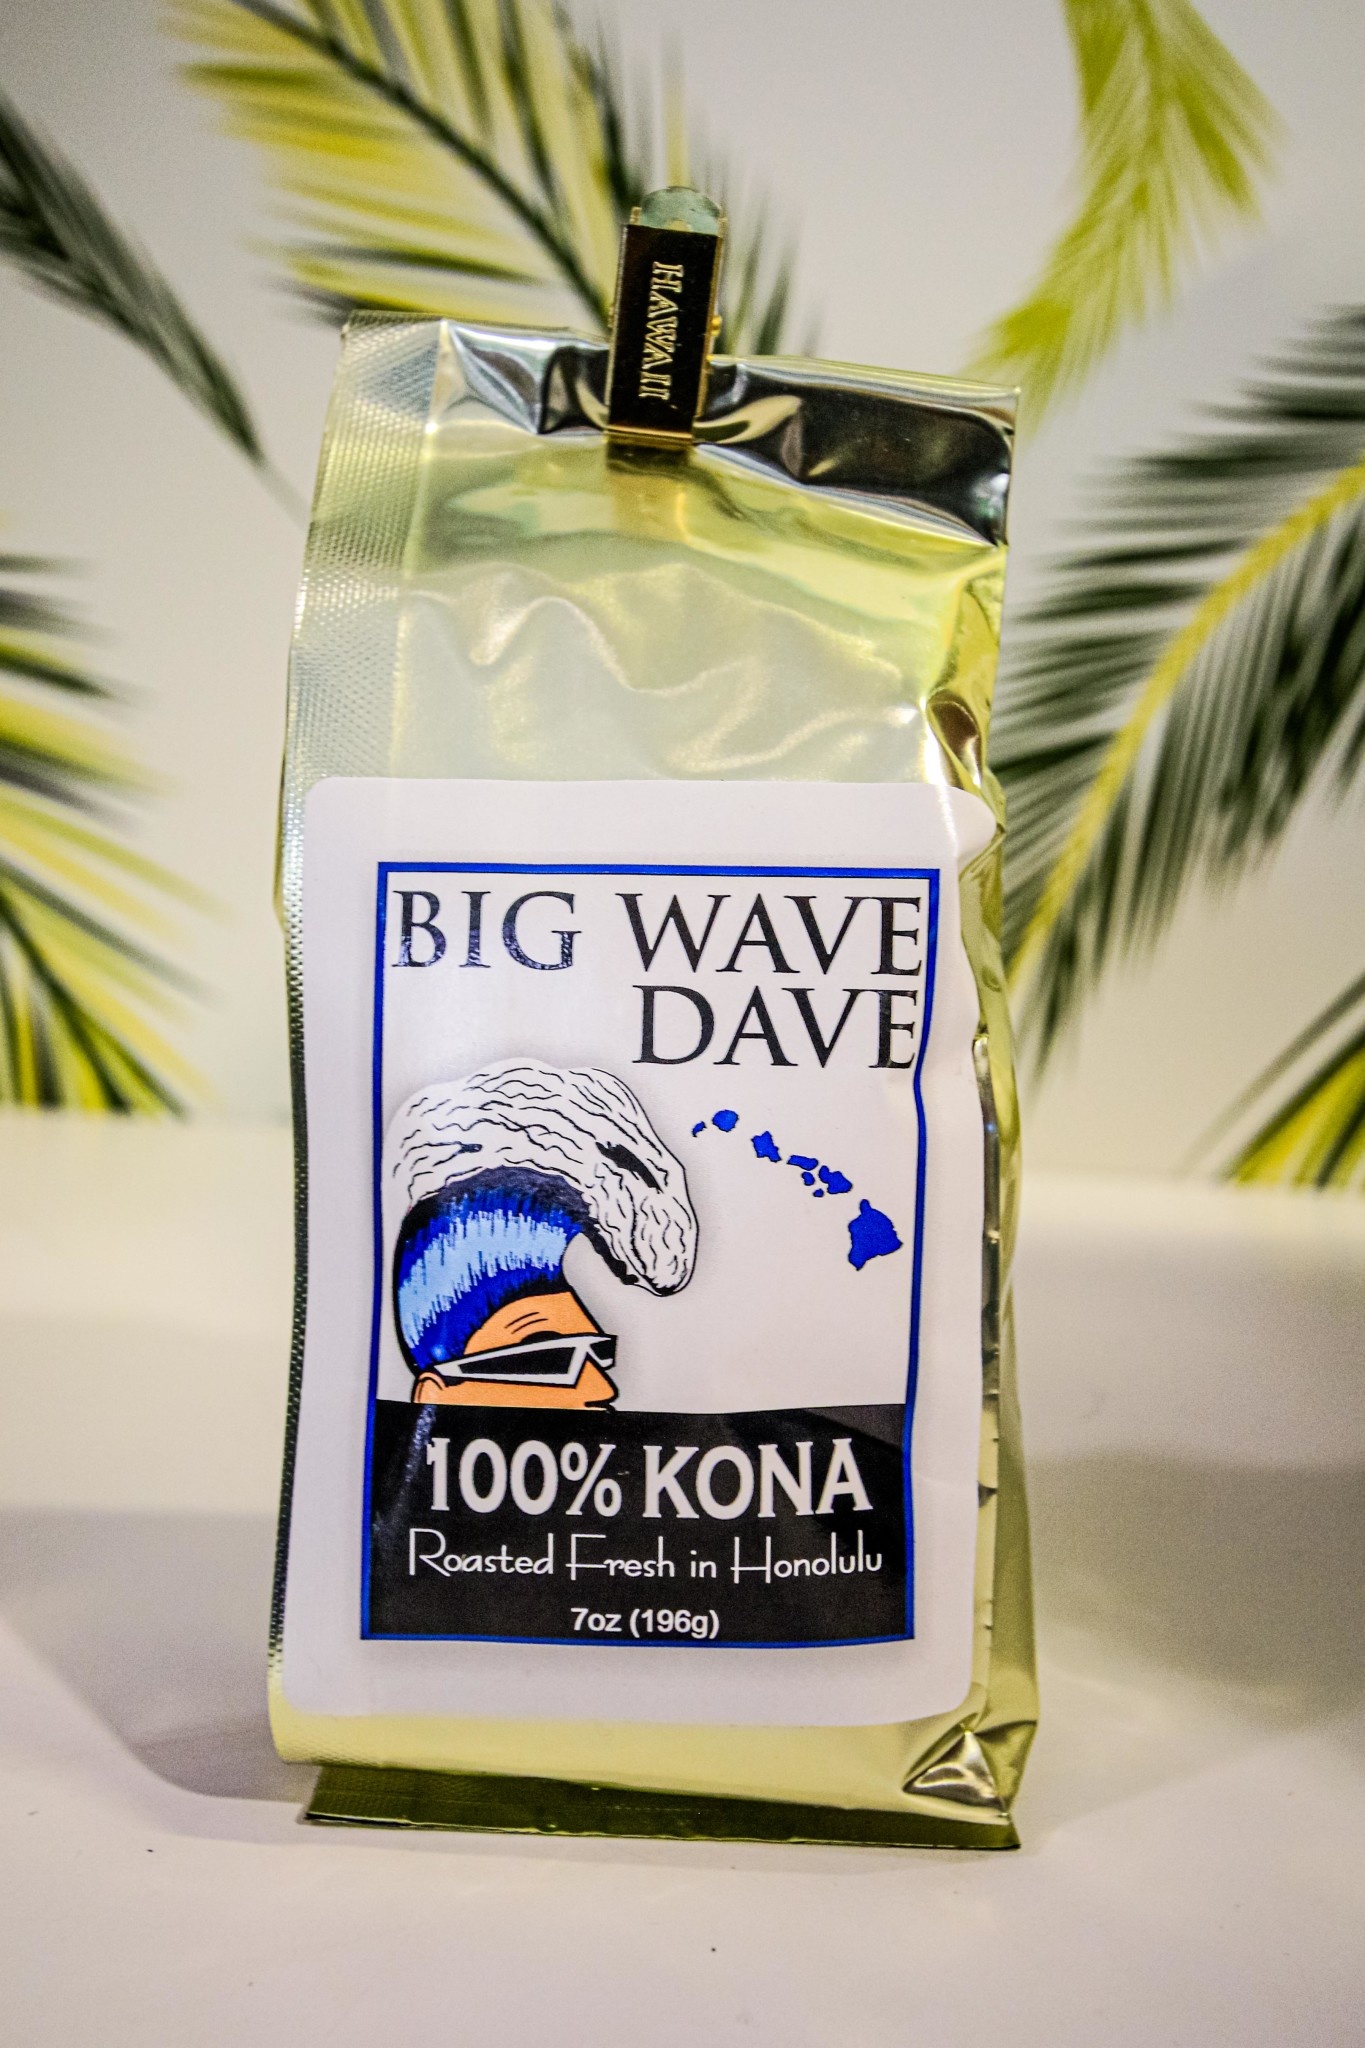 HAWAII
BIG WAVE
DAVE
100% KONA
Roasted Fresh in Honolulu
7oz (196g)